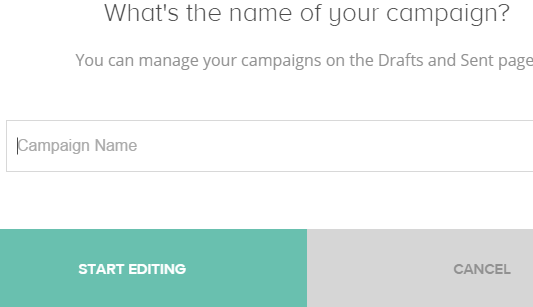 What's the name of your campaign?
You can manage your campaigns on the Drafts and Sent page
Campaign Name
START EDITING
CANCEL